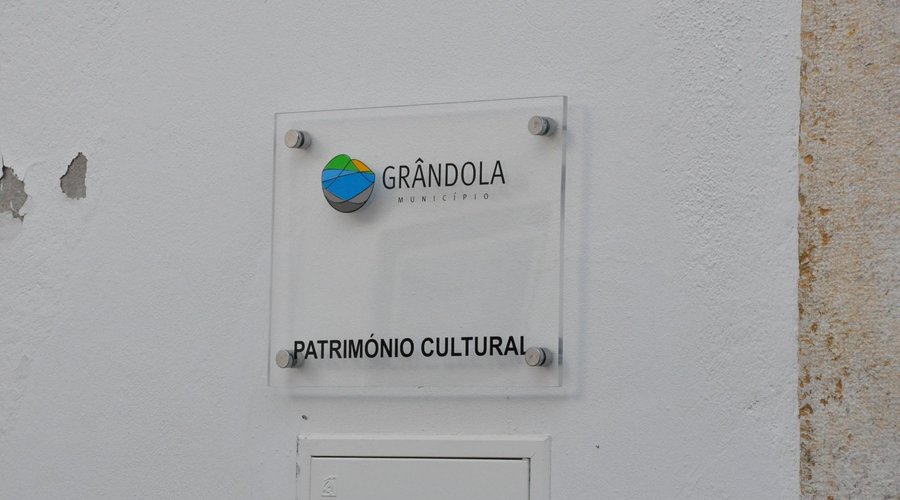 GRÂNDOLA
MUNICÍPIO
PATRIMÓNIO CULTURAL